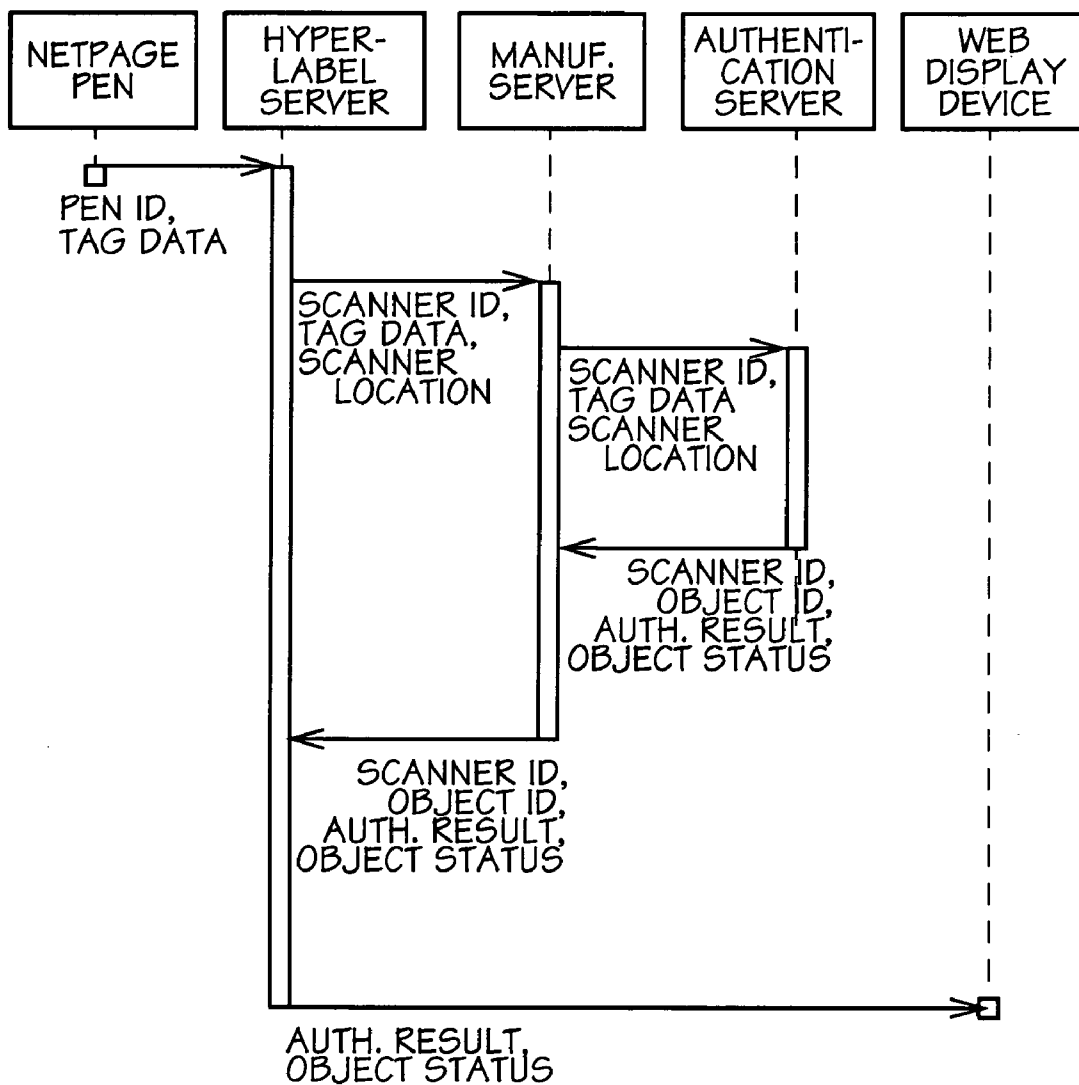 NETPAGE
PEN
HYPER-
LABEL
SERVER
MANUF.
SERVER
AUTHENTI-
CATION
SERVER
WEB
DISPLAY
DEVICE
PEN ID,
TAG DATA
SCANNER ID,
TAG DATA,
SCANNER
LOCATION
SCANNER ID,
TAG DATA
SCANNER
LOCATION
SCANNER ID,
OBJECT ID,
AUTH. RESULT,
OBJECT STATUS
SCANNER ID,
OBJECT ID,
AUTH. RESULT,
OBJECT STATUS
AUTH. RESULT,
OBJECT STATUS